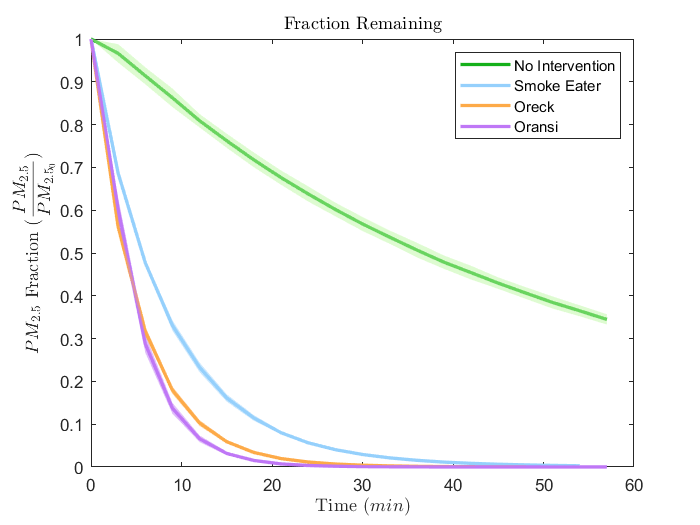 Fraction Remaining
PM2.5 Fraction (PM2.5/PM2.50)
1
0.9
0.8
0.7
0.6
0.5
0.4
0.3
0.2
0.1
0
No Intervention
Smoke Eater
Oreck
Oransi
0 10 20 30 40 50 60
Time (min)